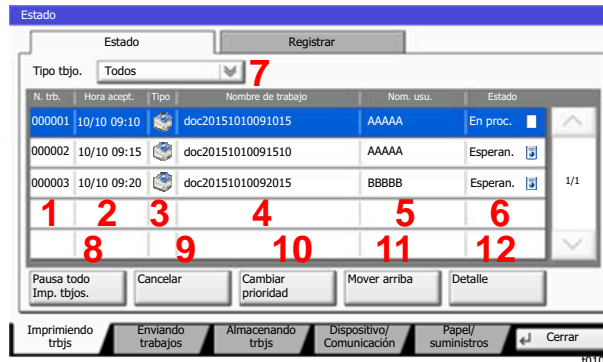 Estado
Estado Registrar
Tipo tbjo. Todos 7
N. trb. Hora acept. Tipo Nombre de trabajo Nom. usu. Estado
000001 10/10 09:10 doc20151010091015 AAAAA En proc.
000002 10/10 09:15 doc20151010091510 AAAAA Esperan.
000003 10/10 09:20 doc20151010092015 BBBBB Esperan. 1/1
1 2 3 4 5 6
8 9 10 11 12
Pausa todo Imp. tbjos. Cancelar Cambiar prioridad Mover arriba Detalle
Imprimiendo trbjs Enviando trabajos Almacenando trbjs Dispositivo/ Comunicación Papel/ suministros Cerrar